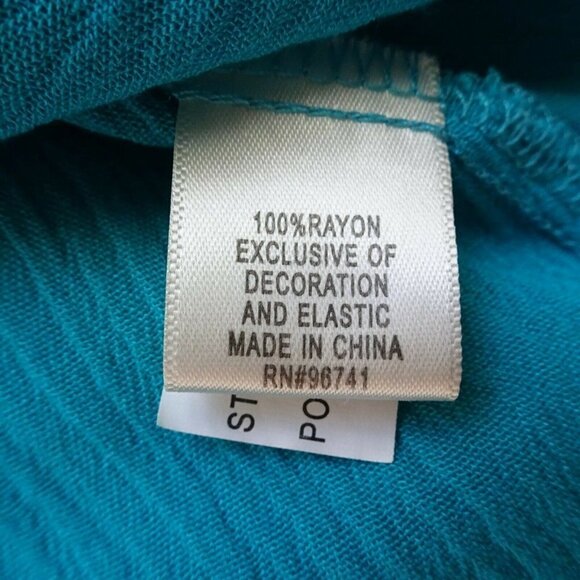 100%RAYON
EXCLUSIVE OF
DECORATION
AND ELASTIC
MADE IN CHINA
RN#96741